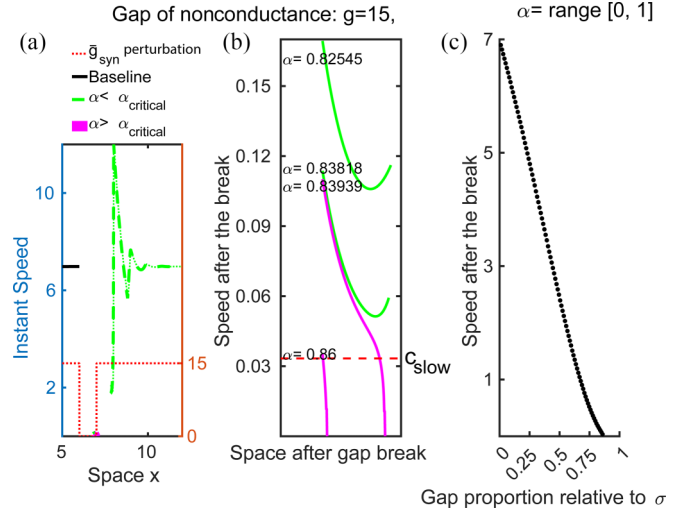 Gap of nonconductance: g=15,
α= range [0, 1]
(a)
ḡsyn perturbation
Baseline
α< αcritical
α> αcritical
Instant Speed
12
6
2
15
0
5
10
Space x
(b)
Speed after the break
0.15
0.12
0.09
0.06
0.03
α= 0.82545
α= 0.83818
α= 0.83939
α= 0.86
cslow
Space after gap break
(c)
Speed after the break
7
5
3
1
0
0.25
0.5
0.75
1
Gap proportion relative to σ